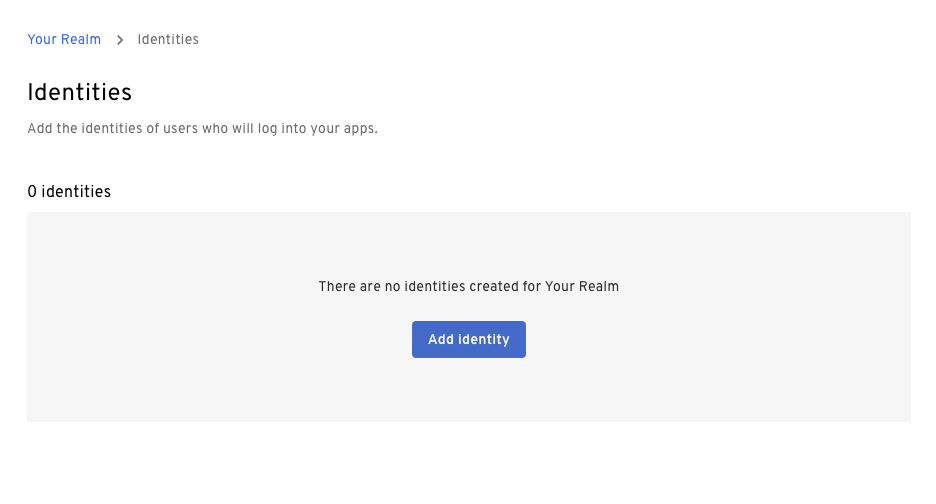 Your Realm > Identities
Identities
Add the identities of users who will log into your apps.
0 identities
There are no identities created for Your Realm
Add identity